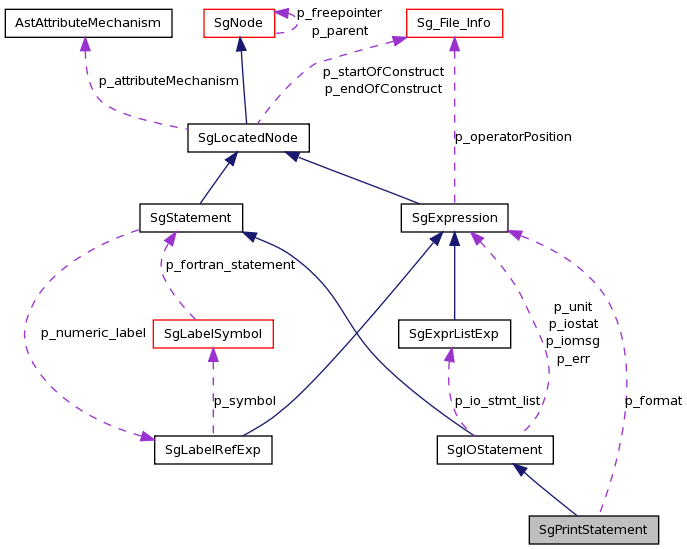 AstAttributeMechanism
SgNode
p_freepointer
p_parent
Sg_File_Info
p_attributeMechanism
p_startOfConstruct
p_endOfConstruct
SgLocatedNode
p_operatorPosition
SgStatement
SgExpression
p_fortran_statement
p_numeric_label
SgLabelSymbol
SgExprListExp
p_unit
p_iostat
p_iomsg
p_err
p_symbol
p_io_stmt_list
p_format
SgLabelRefExp
SgIOStatement
SgPrintStatement